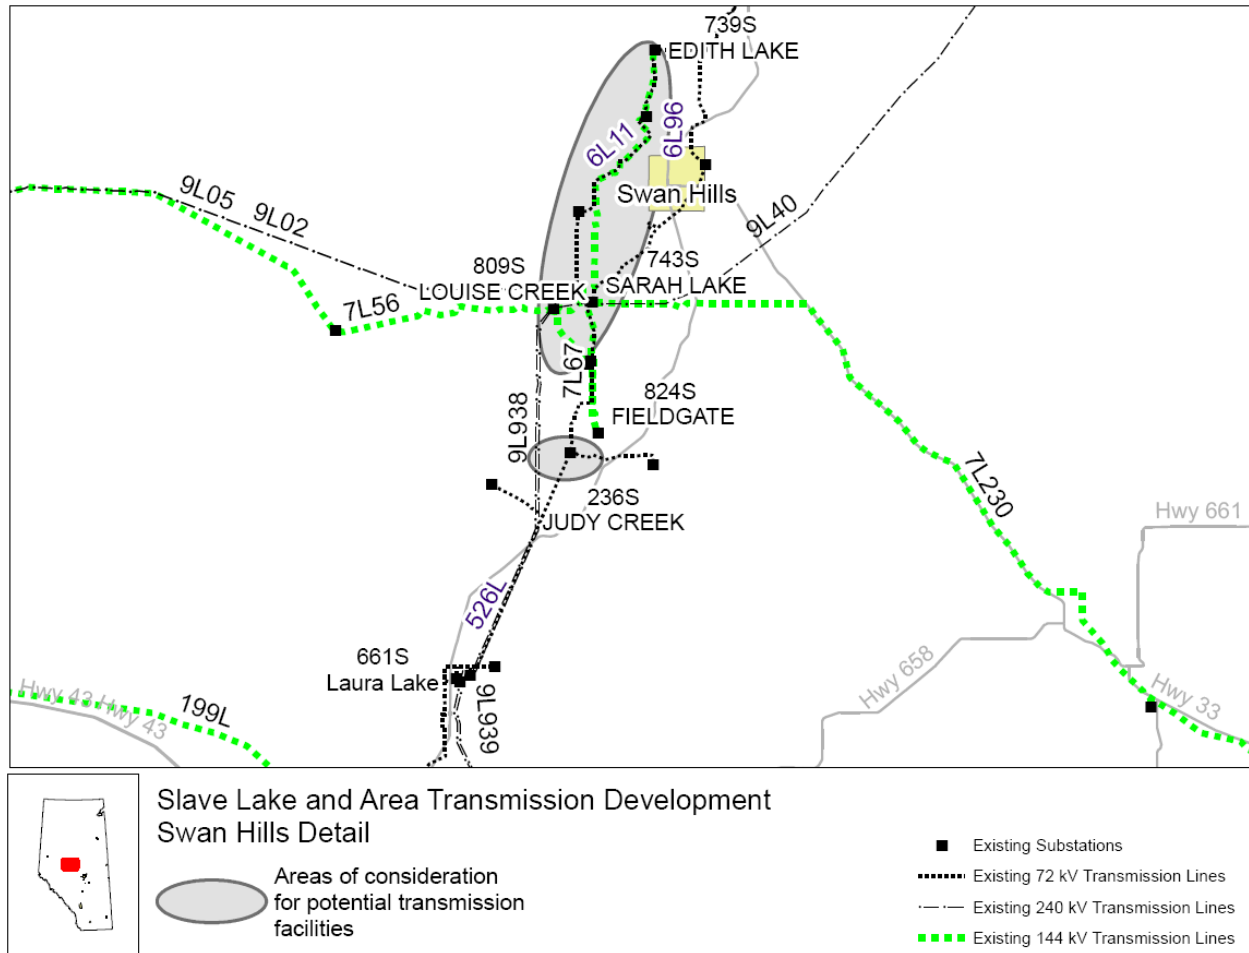 739S
EDITH LAKE
6L11
6L96
Swan Hills
9L05
9L02
9L40
809S
LOUISE CREEK
743S
SARAH LAKE
7L56
7L67
824S
FIELDGATE
9L938
236S
JUDY CREEK
7L230
Hwy 661
526L
661S
Laura Lake
9L939
Hwy 658
Hwy 33
Hwy 43 Hwy 43
199L
Slave Lake and Area Transmission Development
Swan Hills Detail
Areas of consideration
for potential transmission
facilities
Existing Substations
Existing 72 kV Transmission Lines
Existing 240 kV Transmission Lines
Existing 144 kV Transmission Lines